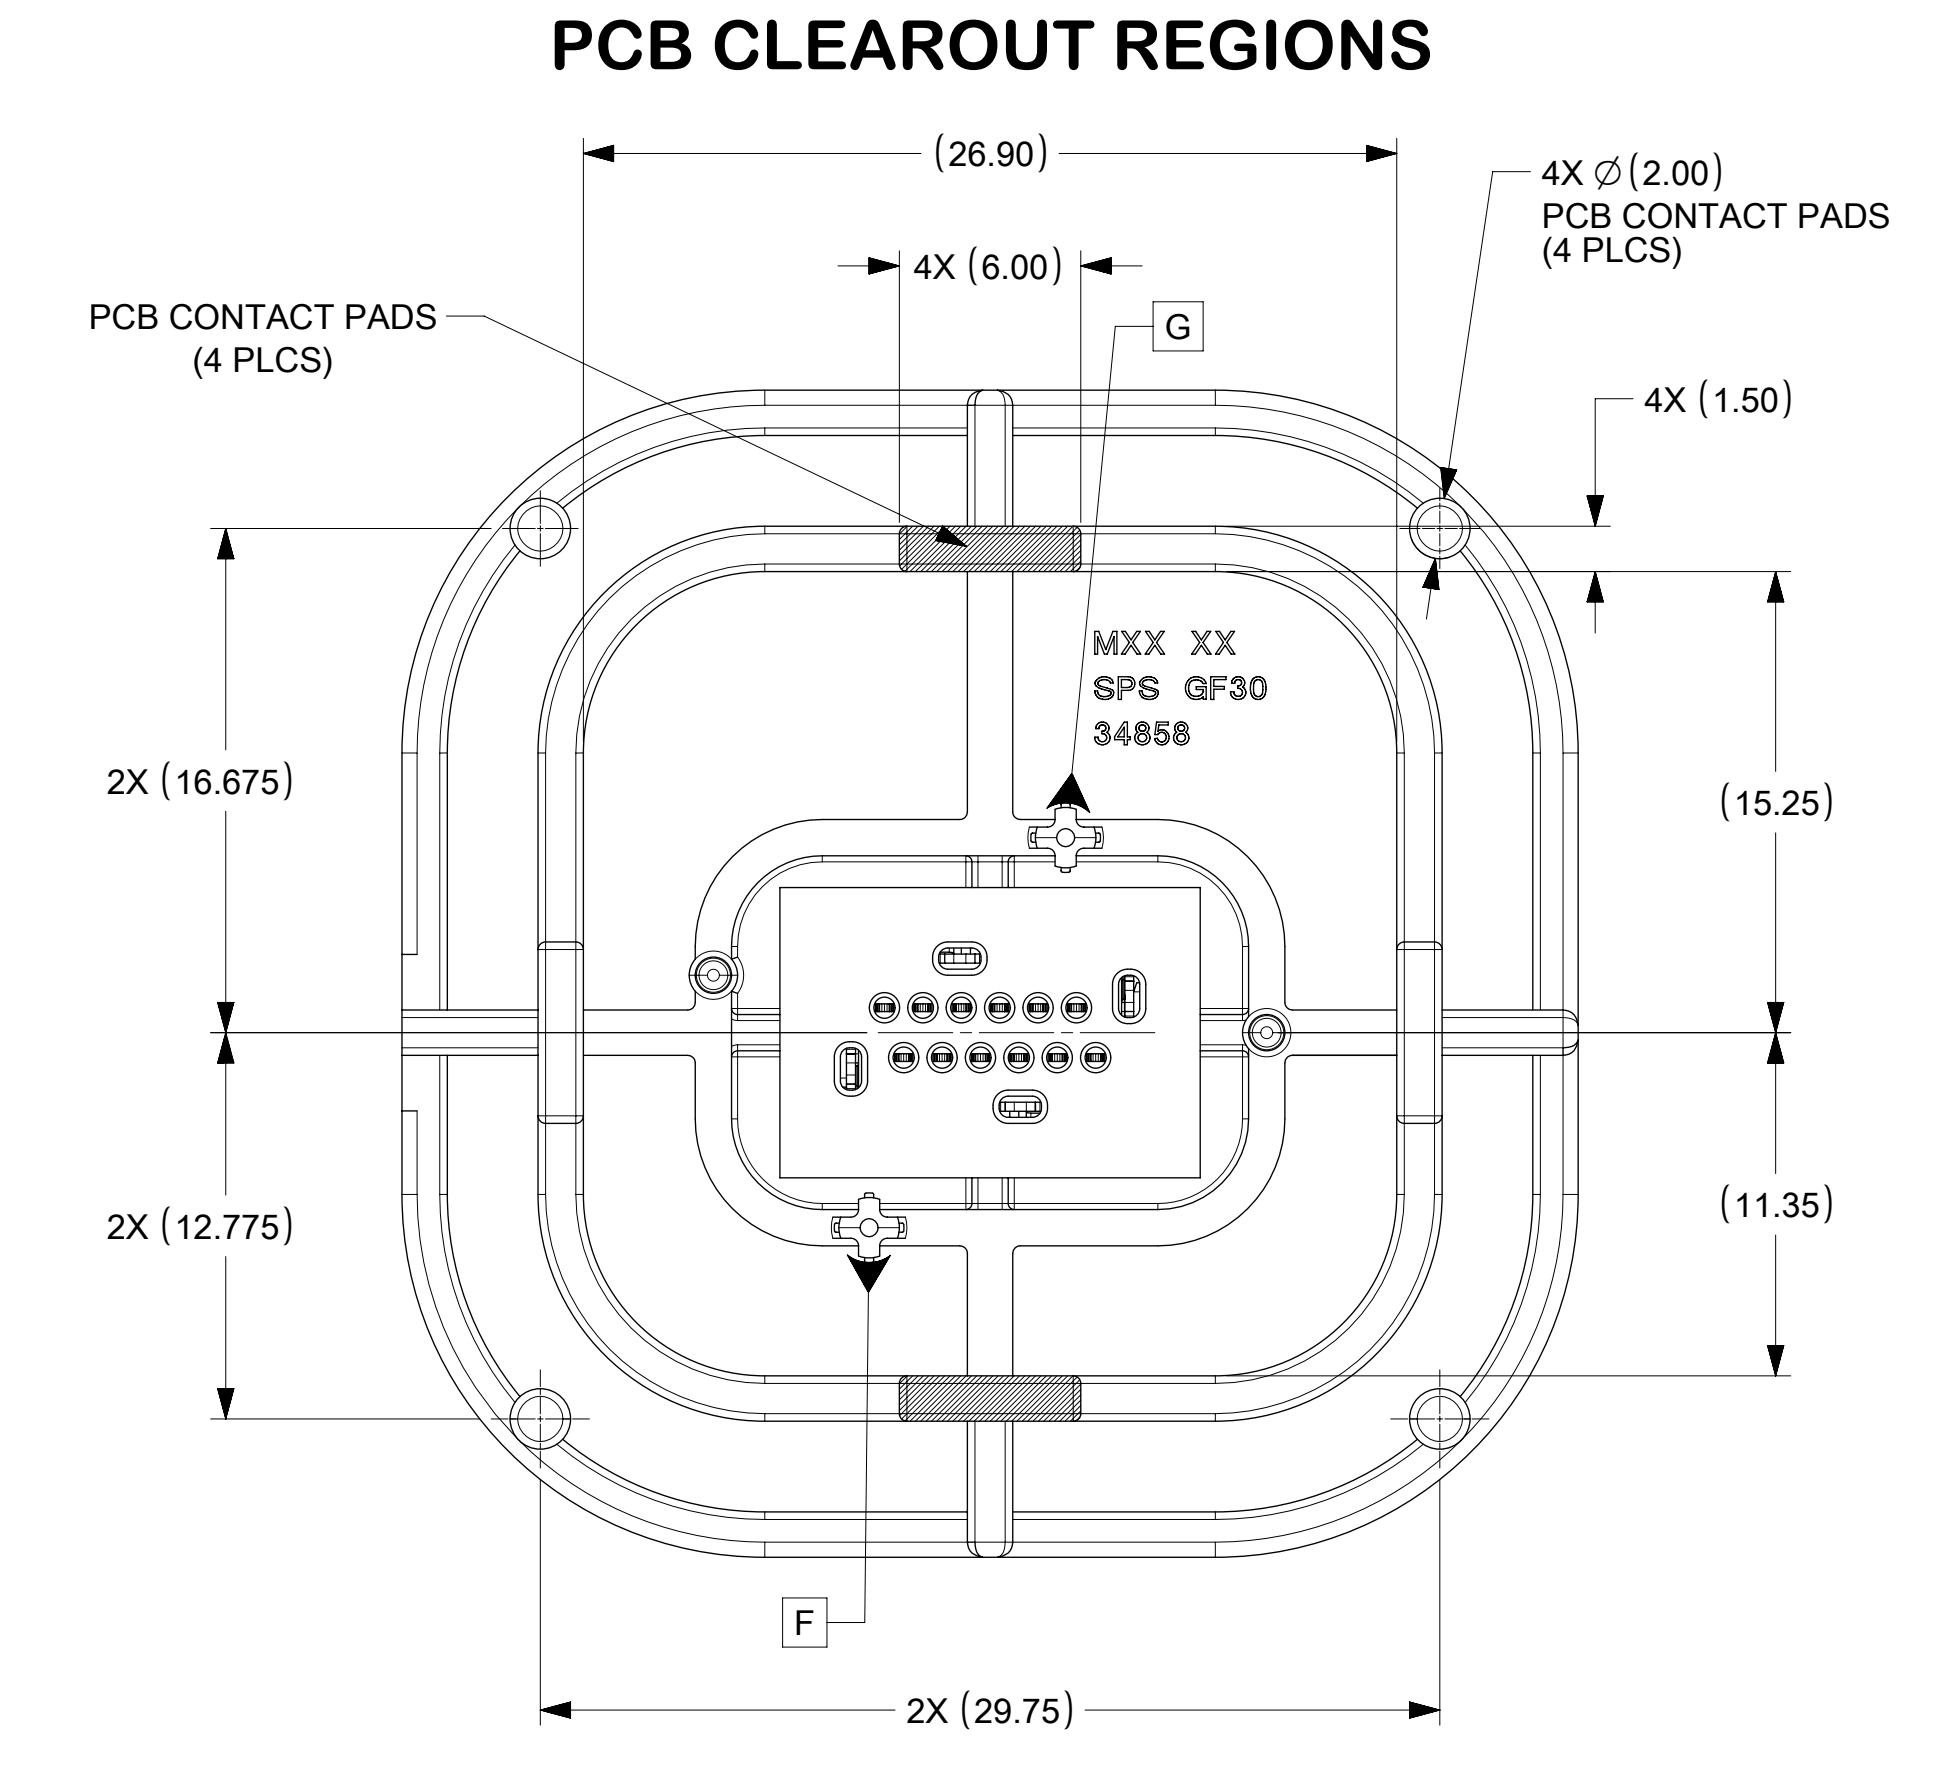 PCB CLEAROUT REGIONS
(26.90)
4X ∅(2.00)
PCB CONTACT PADS
(4 PLCS)
4X (6.00)
PCB CONTACT PADS
(4 PLCS)
G
4X (1.50)
MXX XX
SPS GF30
34858
2X (16.675)
(15.25)
2X (12.775)
(11.35)
F
2X (29.75)